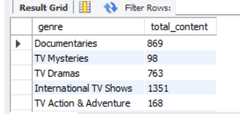 Result Grid Filter Rows:
genre total_content
Documentaries 869
TV Mysteries 98
TV Dramas 763
International TV Shows 1351
TV Action & Adventure 168